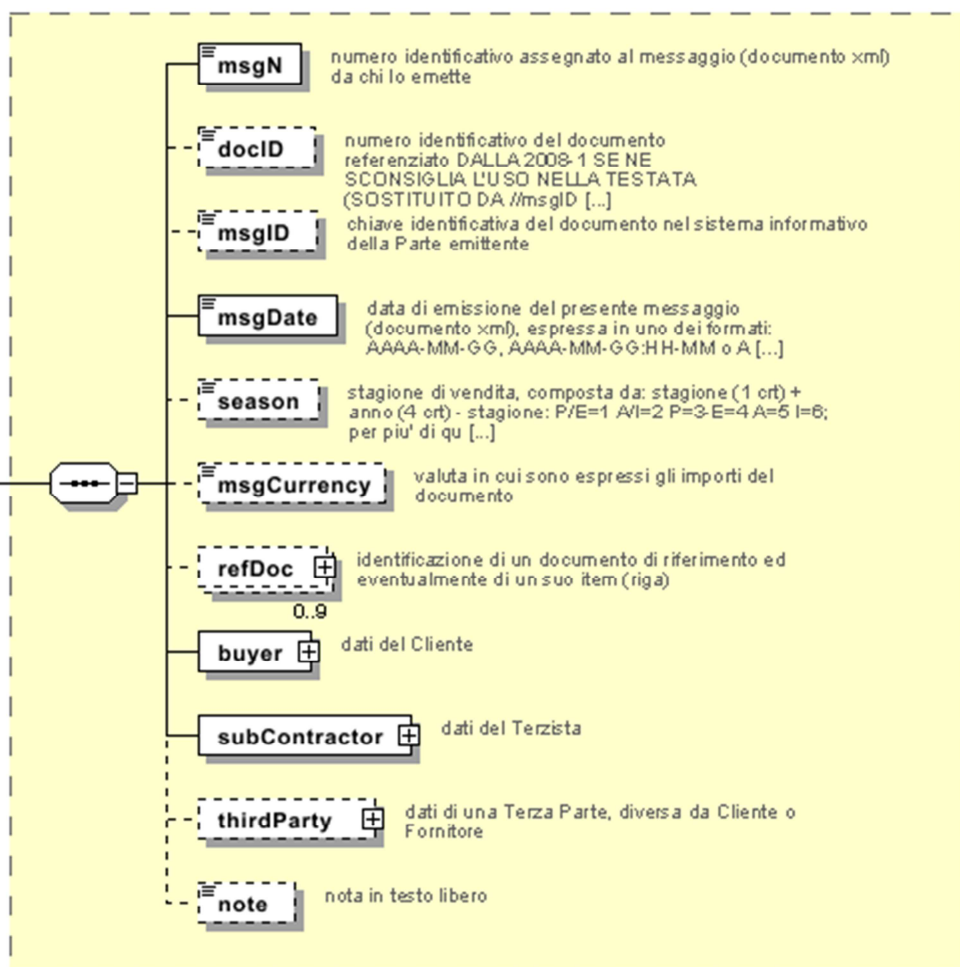 msgN
numero identificativo assegnato al messaggio (documento xml)
da chi lo emette
docID
numero identificativo del documento
referenziato DALLA 2008-1 SE NE
SCONSIGLIA L'USO NELLA TESTATA
(SOSTITUITO DA //msgID [...]
msgID
chiave identificativa del documento nel sistema informativo
della Parte emittente
msgDate
data di emissione del presente messaggio
(documento xml), espressa in uno dei formati:
AAAA-MM-GG, AAAA-MM-GG:HH-MM o A [...]
season
stagione di vendita, composta da: stagione (1 crt) +
anno (4 crt) - stagione: P/E=1 A/I=2 P=3-E=4 A=5 I=6;
per piu' di qu [...]
msgCurrency
valuta in cui sono espressi gli importi del
documento
refDoc
identificazione di un documento di riferimento ed
eventualmente di un suo item (riga)
0..9
buyer
dati del Cliente
subContractor
dati del Terzista
thirdParty
dati di una Terza Parte, diversa da Cliente o
Fornitore
note
nota in testo libero